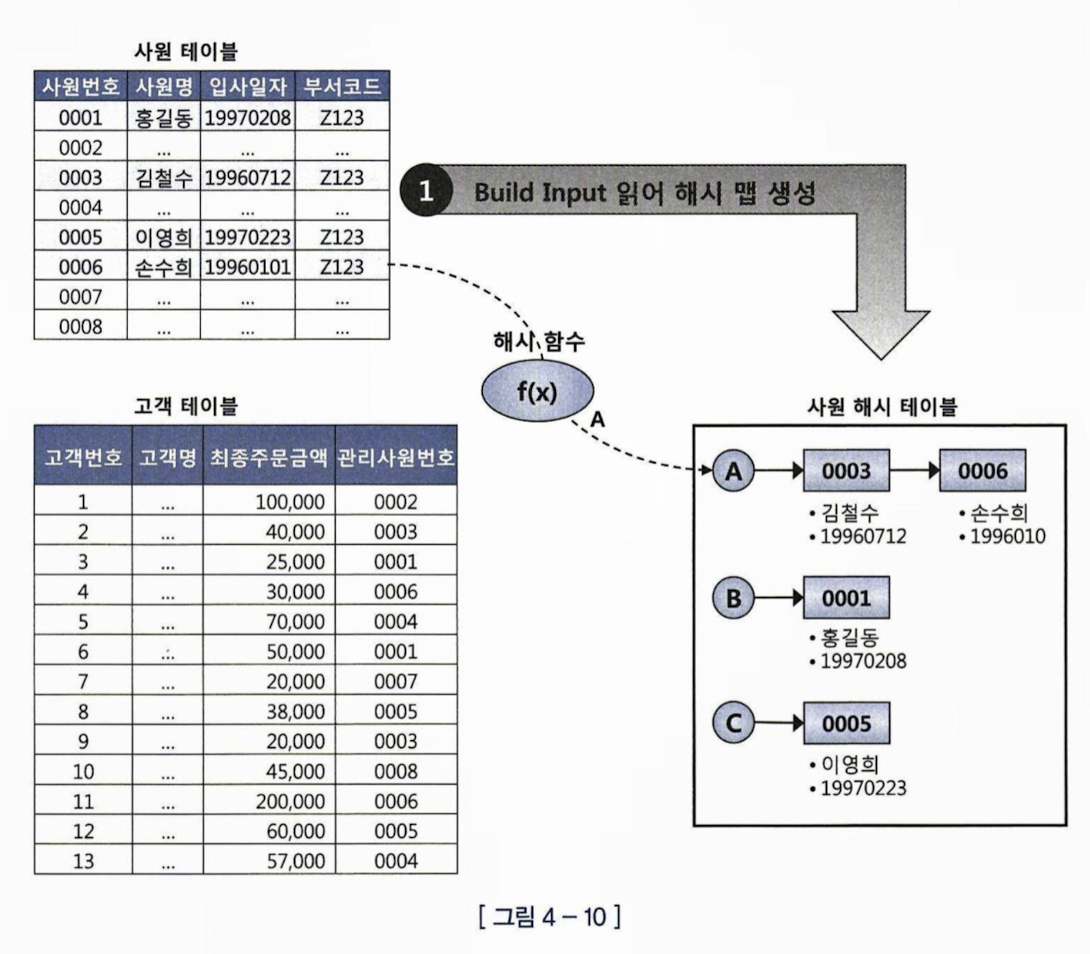 사원 테이블
사원번호 사원명 입사일자 부서코드
0001 홍길동 19970208 Z123
0002 ... ... ...
0003 김철수 19960712 Z123
0004 ... ... ...
0005 이영희 19970223 Z123
0006 손수희 19960101 Z123
0007 ... ... ...
0008 ... ... ...
1 Build Input 읽어 해시 맵 생성
해시 함수
f(x)
A
고객 테이블
고객번호 고객명 최종주문금액 관리사원번호
1 ... 100,000 0002
2 ... 40,000 0003
3 ... 25,000 0001
4 ... 30,000 0006
5 ... 70,000 0004
6 ... 50,000 0001
7 ... 20,000 0007
8 ... 38,000 0005
9 ... 20,000 0003
10 ... 45,000 0008
11 ... 200,000 0006
12 ... 60,000 0005
13 ... 57,000 0004
사원 해시 테이블
A 0003 0006
• 김철수 • 손수희
• 19960712 • 1996010
B 0001
• 홍길동
• 19970208
C 0005
• 이영희
• 19970223
[ 그림 4 – 10 ]